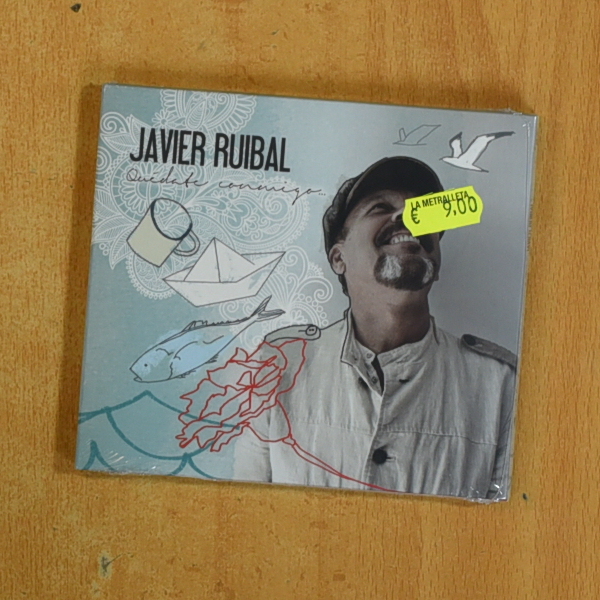 JAVIER RUIBAL
Quédate conmigo.
LA METRALLETA
€ 9,00